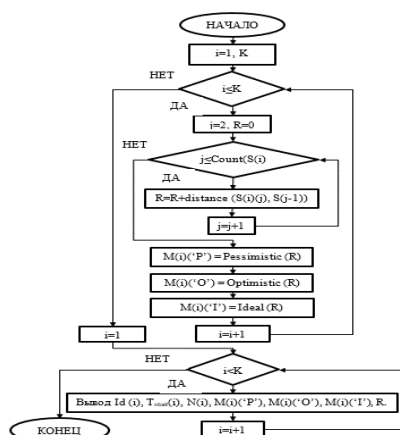 НАЧАЛО
i=1, K
НЕТ
i≤K
ДА
j=2, R=0
НЕТ
j≤Count(S(i)
ДА
R=R+distance (S(i)(j), S(j-1))
j=j+1
M(i)(‘P’) = Pessimistic (R)
M(i)(‘O’) = Optimistic (R)
M(i)(‘I’) = Ideal (R)
i=1
i=i+1
НЕТ
i<K
ДА
Вывод Id (i), Tstart(i), N(i), M(i)(‘P’), M(i)(‘O’), M(i)(‘I’), R.
КОНЕЦ
i=i+1